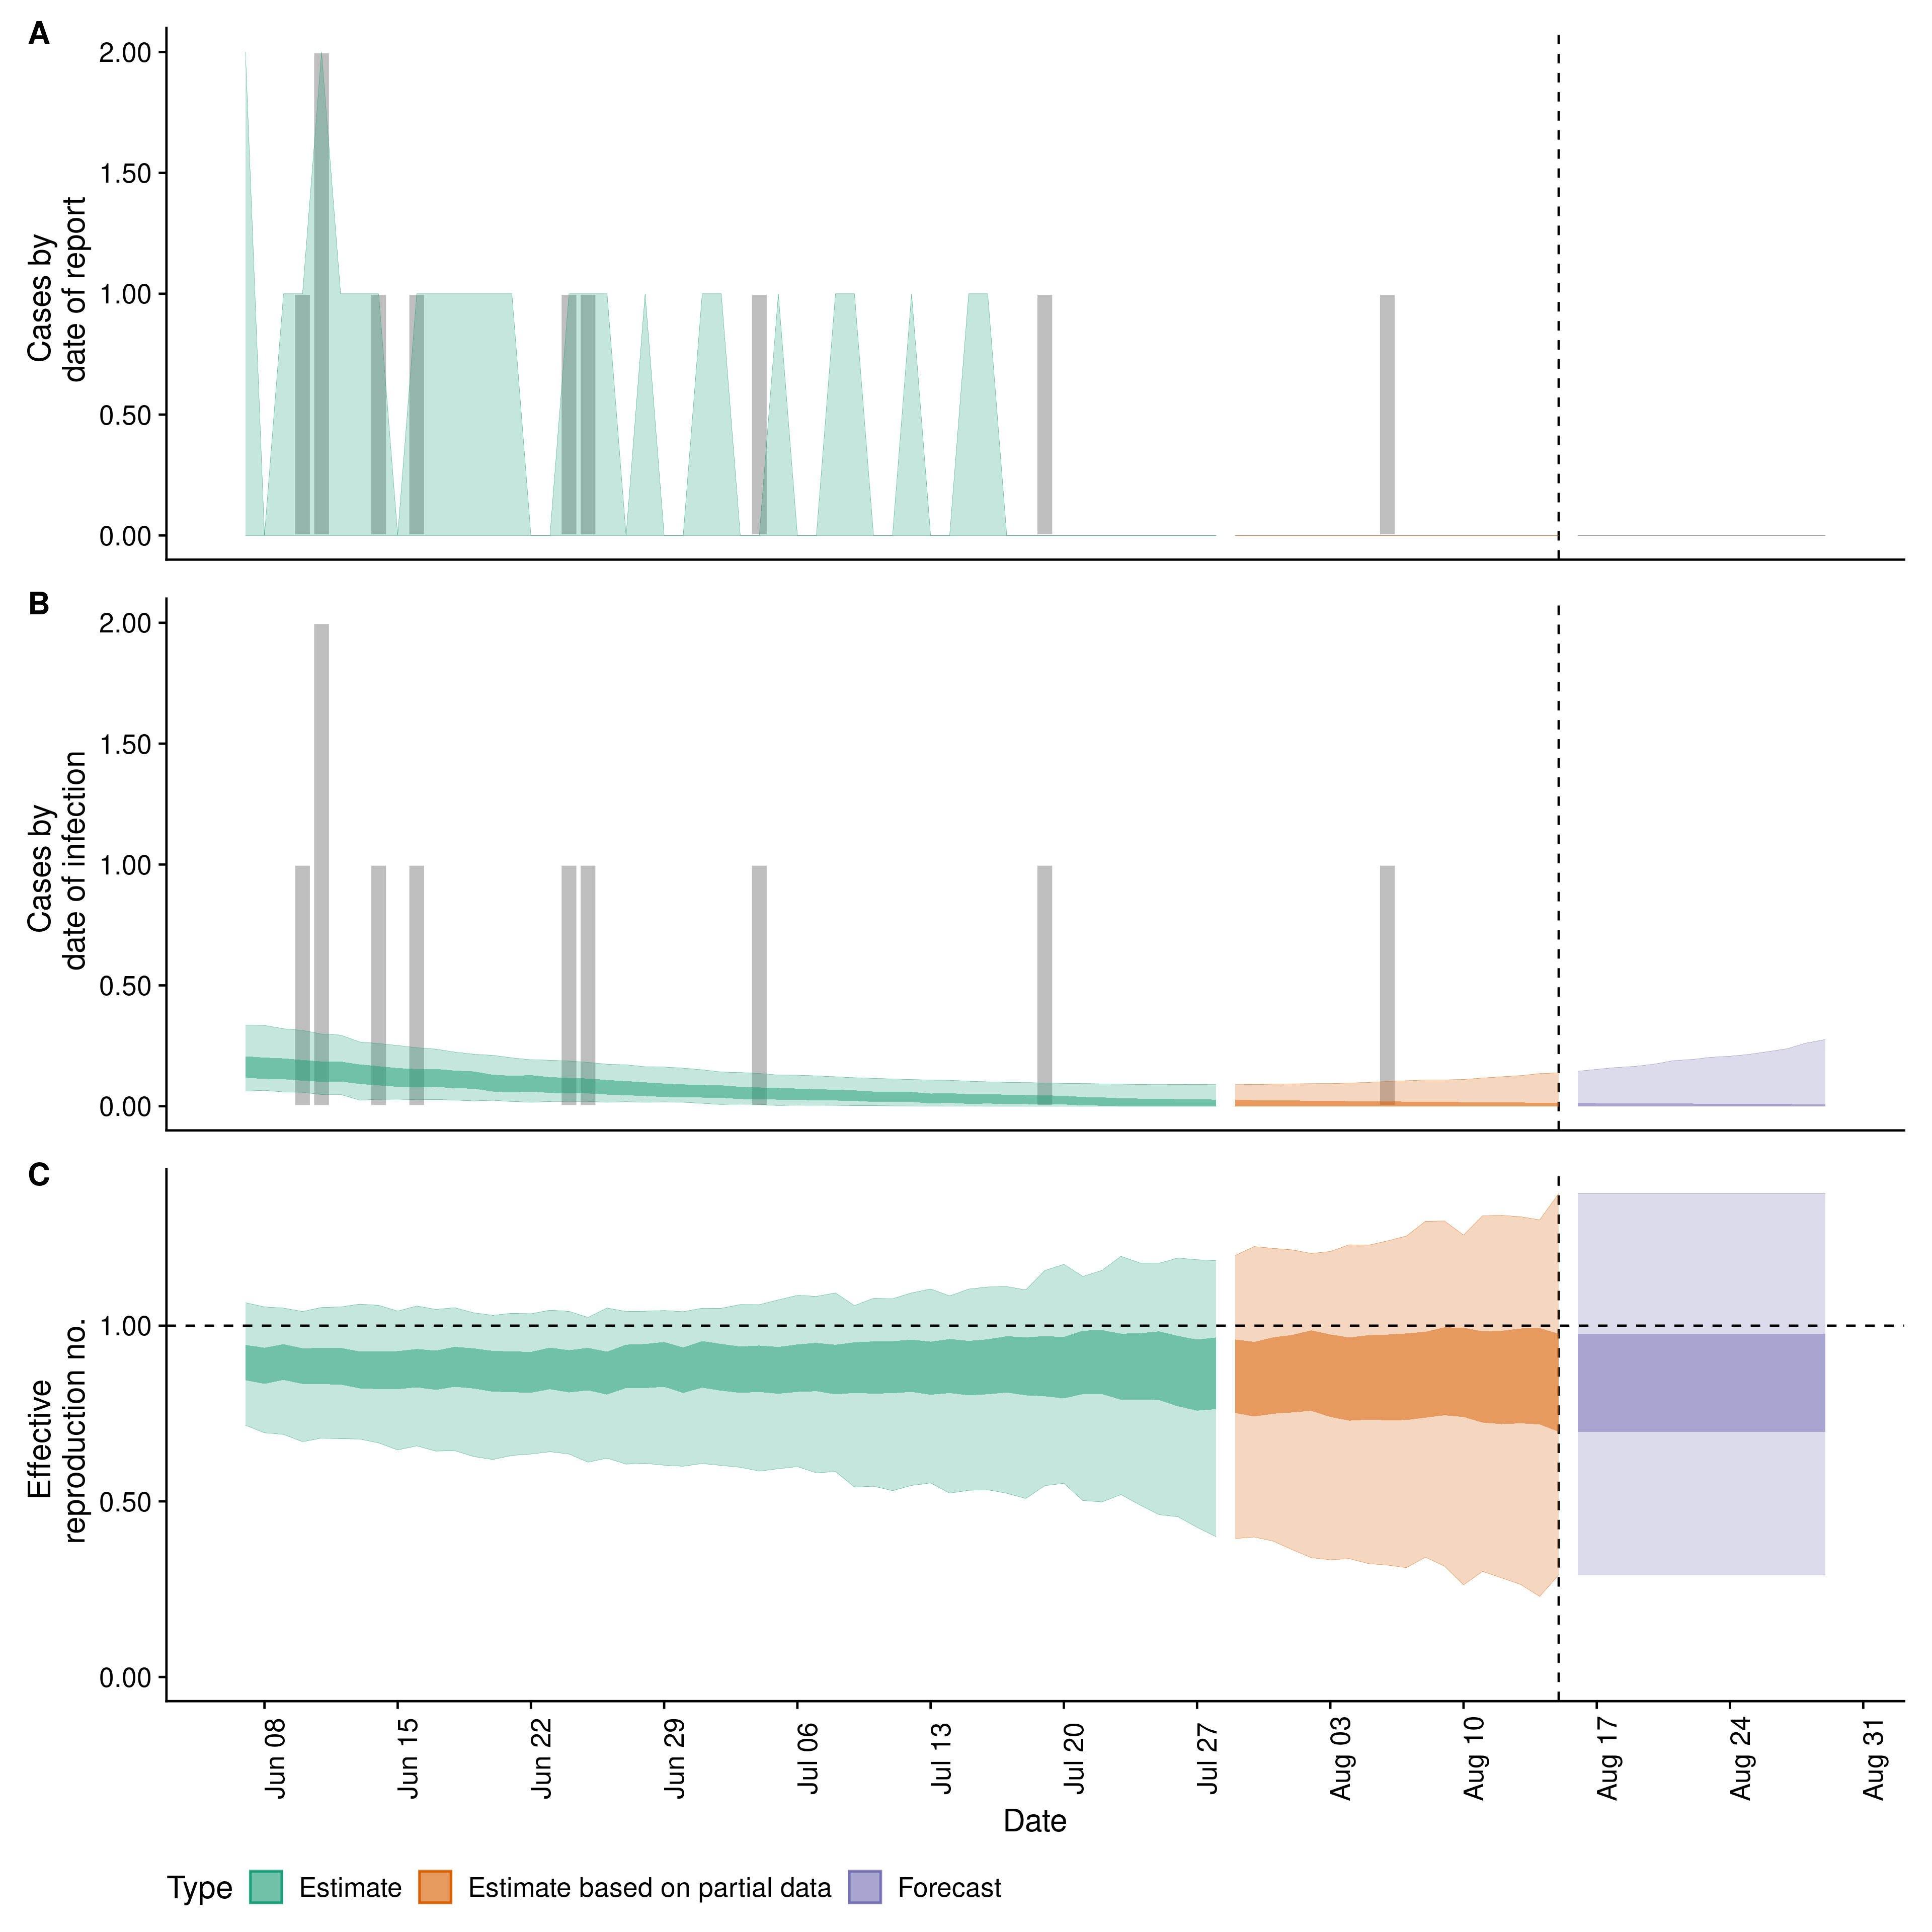 A
2.00
1.50
1.00
0.50
0.00
Cases by
date of report
B
2.00
1.50
1.00
0.50
0.00
Cases by
date of infection
C
1.00
0.50
0.00
Effective
reproduction no.
Jun 08
Jun 15
Jun 22
Jun 29
Jul 06
Jul 13
Jul 20
Jul 27
Aug 03
Aug 10
Aug 17
Aug 24
Aug 31
Date
Type Estimate Estimate based on partial data Forecast